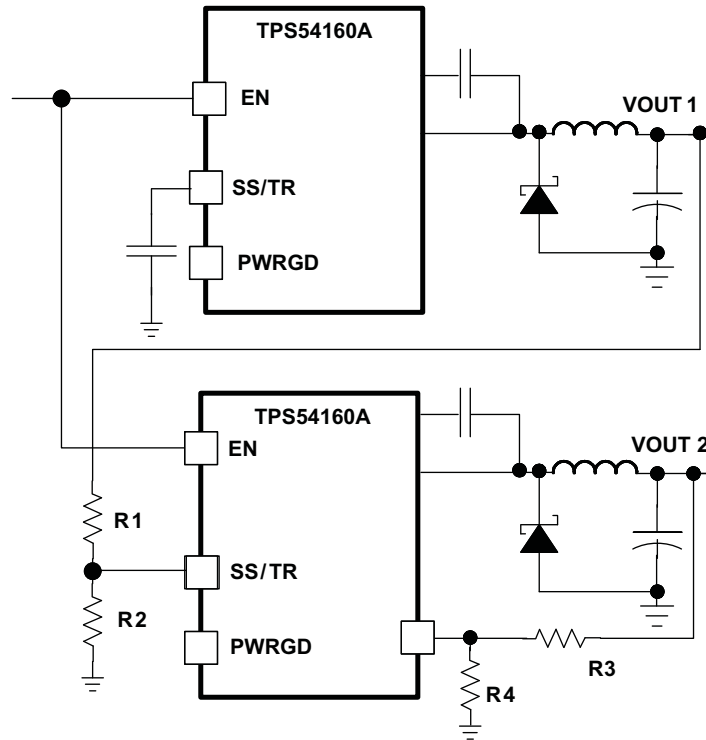 TPS54160A
EN
VOUT 1
SS/TR
PWRGD
TPS54160A
EN
VOUT 2
R1
SS/TR
R2
PWRGD
R3
R4